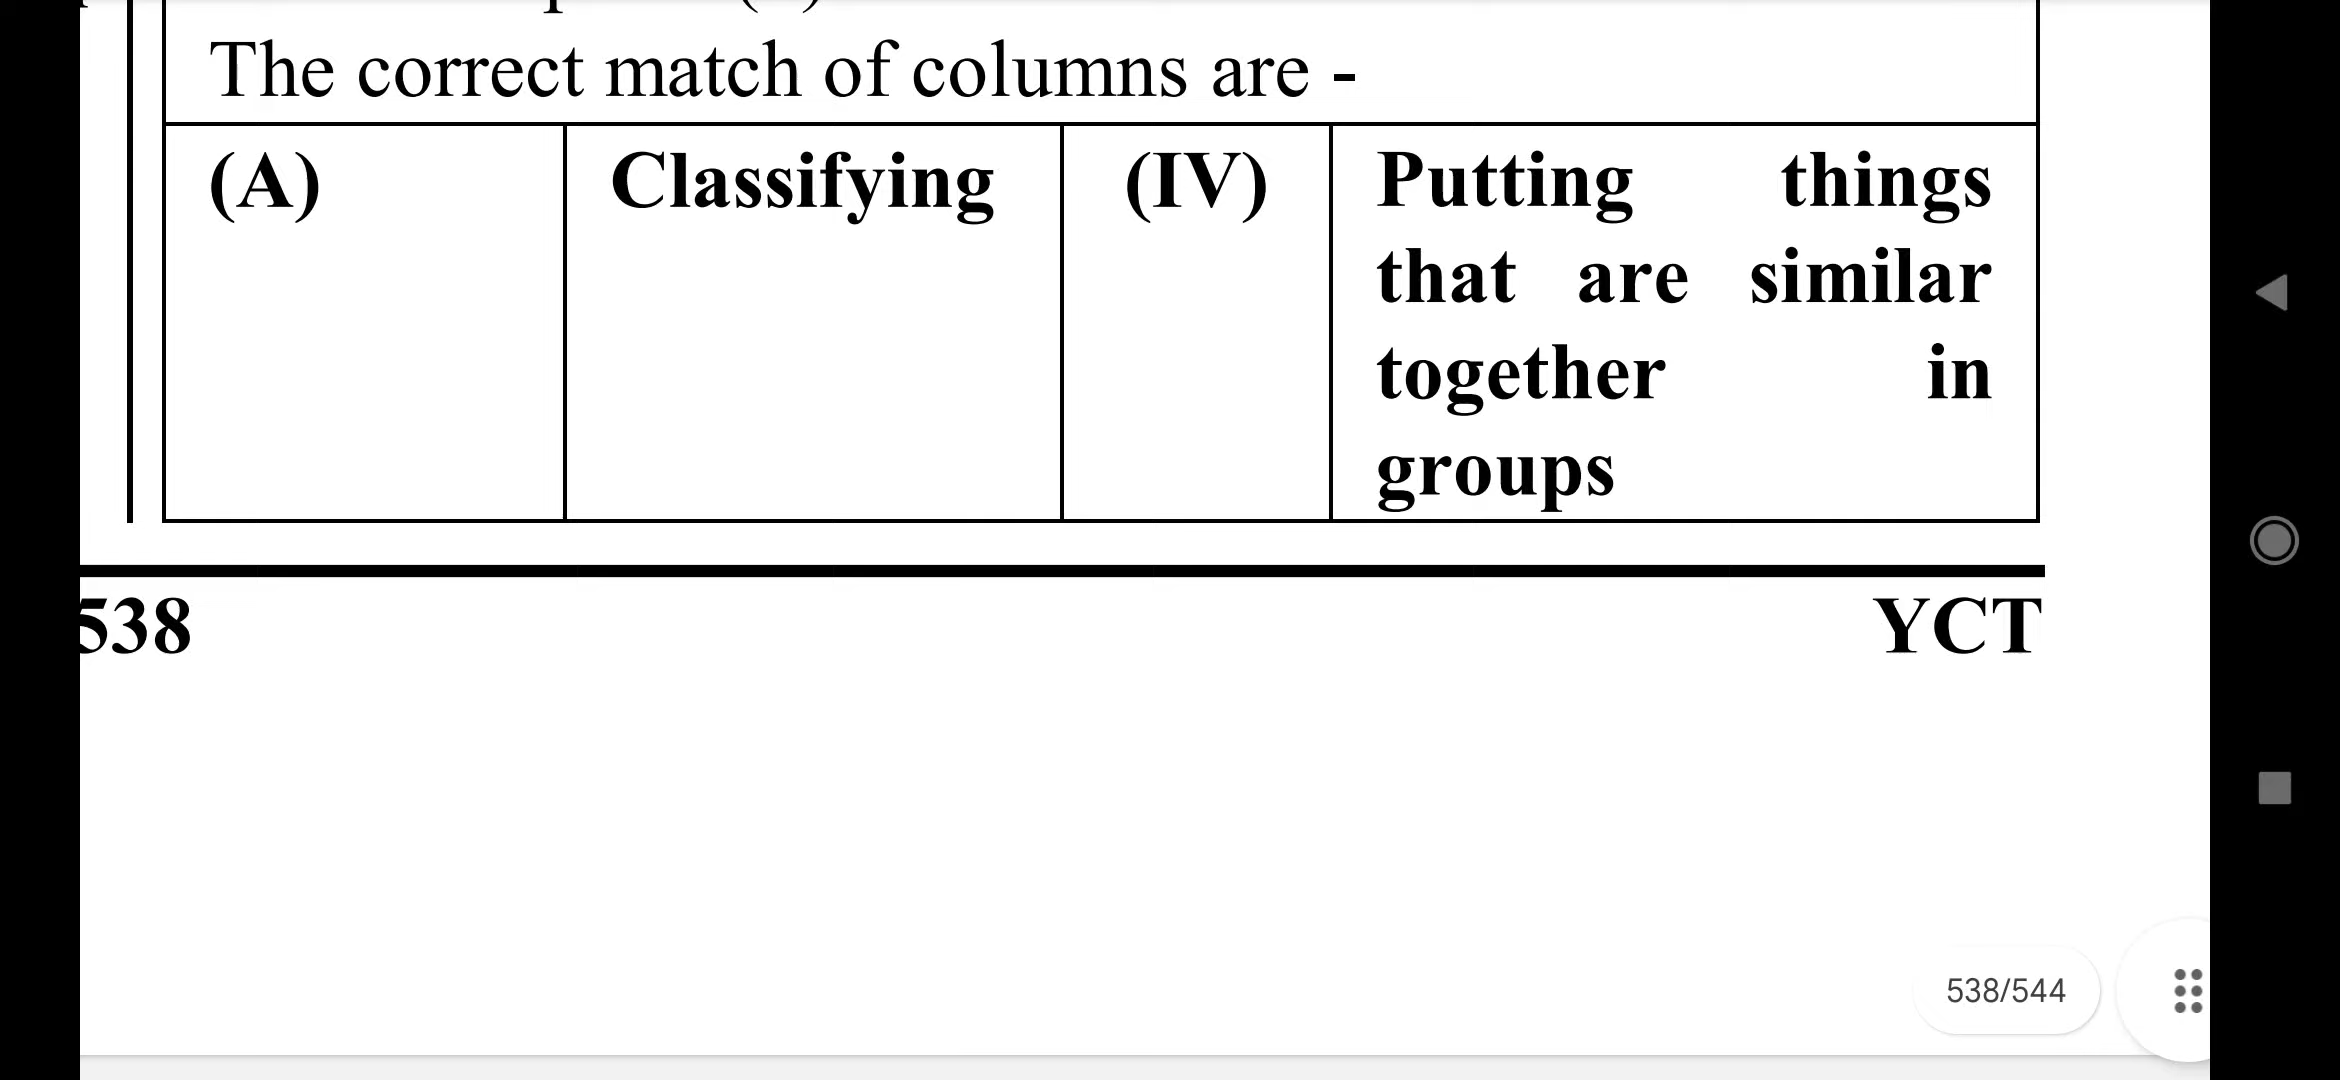 The correct match of columns are -
(A) Classifying (IV) Putting things
that are similar
together in
groups
538 YCT
538/544